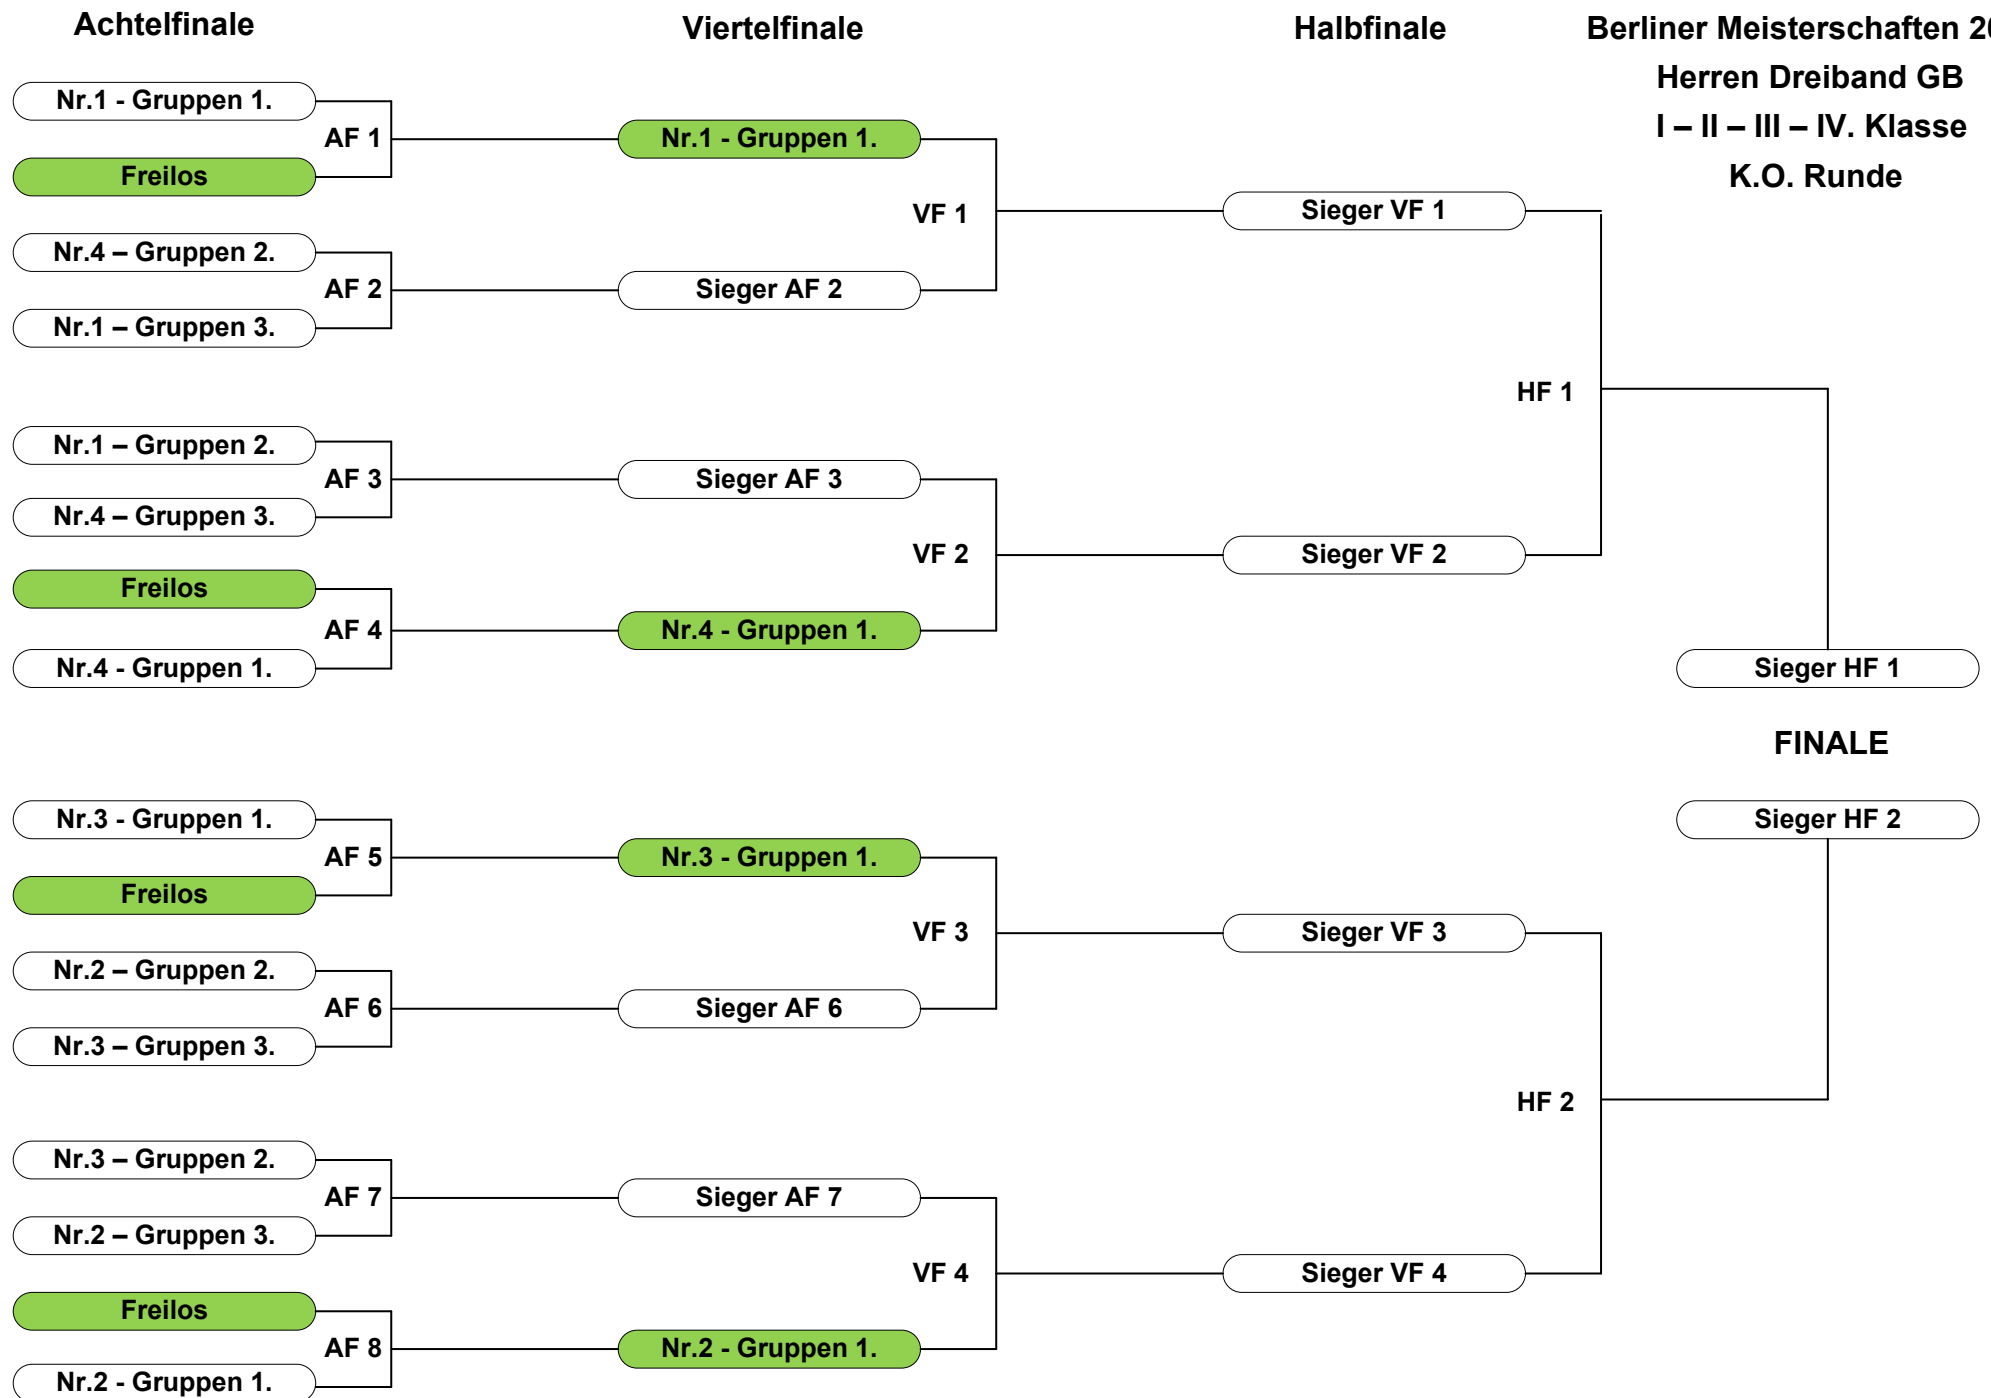 Achtelfinale
Viertelfinale
Halbfinale
Berliner Meisterschaften
Herren Dreiband GB
I – II – III – IV. Klasse
K.O. Runde
Nr.1 - Gruppen 1.
AF 1
Freilos
Nr.4 – Gruppen 2.
AF 2
Nr.1 – Gruppen 3.
Nr.1 – Gruppen 2.
AF 3
Nr.4 – Gruppen 3.
Freilos
AF 4
Nr.4 - Gruppen 1.
Nr.3 - Gruppen 1.
AF 5
Freilos
Nr.2 – Gruppen 2.
AF 6
Nr.3 – Gruppen 3.
Nr.3 – Gruppen 2.
AF 7
Nr.2 – Gruppen 3.
Freilos
AF 8
Nr.2 - Gruppen 1.
Nr.1 - Gruppen 1.
VF 1
Sieger AF 2
Sieger AF 3
VF 2
Nr.4 - Gruppen 1.
Nr.3 - Gruppen 1.
VF 3
Sieger AF 6
Sieger AF 7
VF 4
Nr.2 - Gruppen 1.
Sieger VF 1
HF 1
Sieger VF 2
Sieger VF 3
HF 2
Sieger VF 4
Sieger HF 1
FINALE
Sieger HF 2